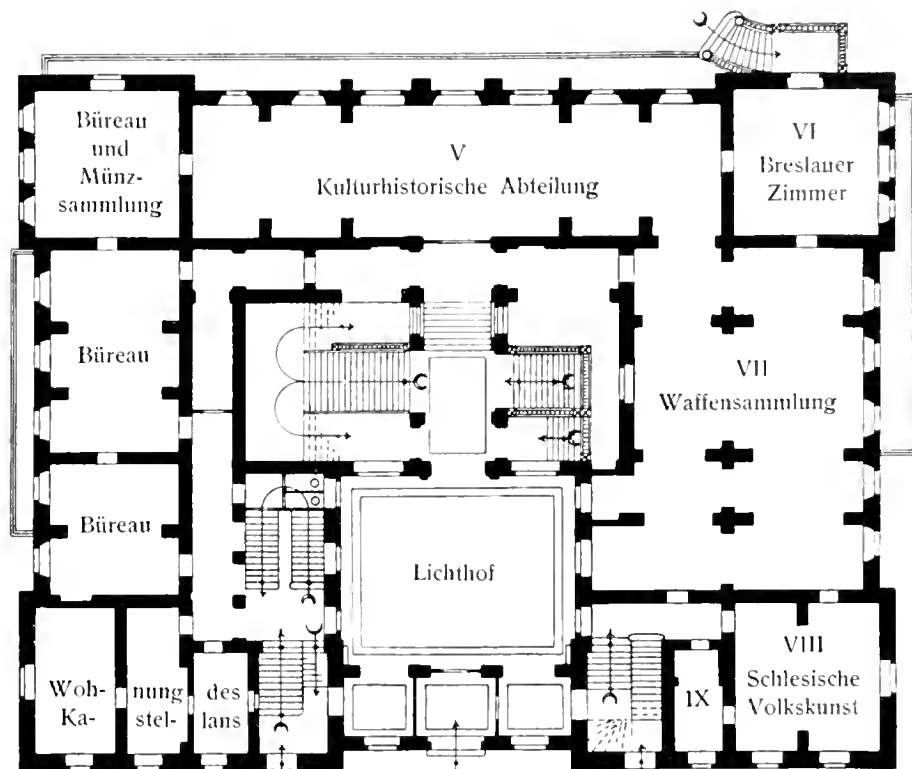 Büreau
und
Münz-
sammlung
V
Kulturhistorische Abteilung
VI
Breslauer
Zimmer
Büreau
VII
Waffensammlung
Büreau
Lichthof
Woh-
nung
des
Ka-
stel-
lans
IX
VIII
Schlesische
Volkskunst